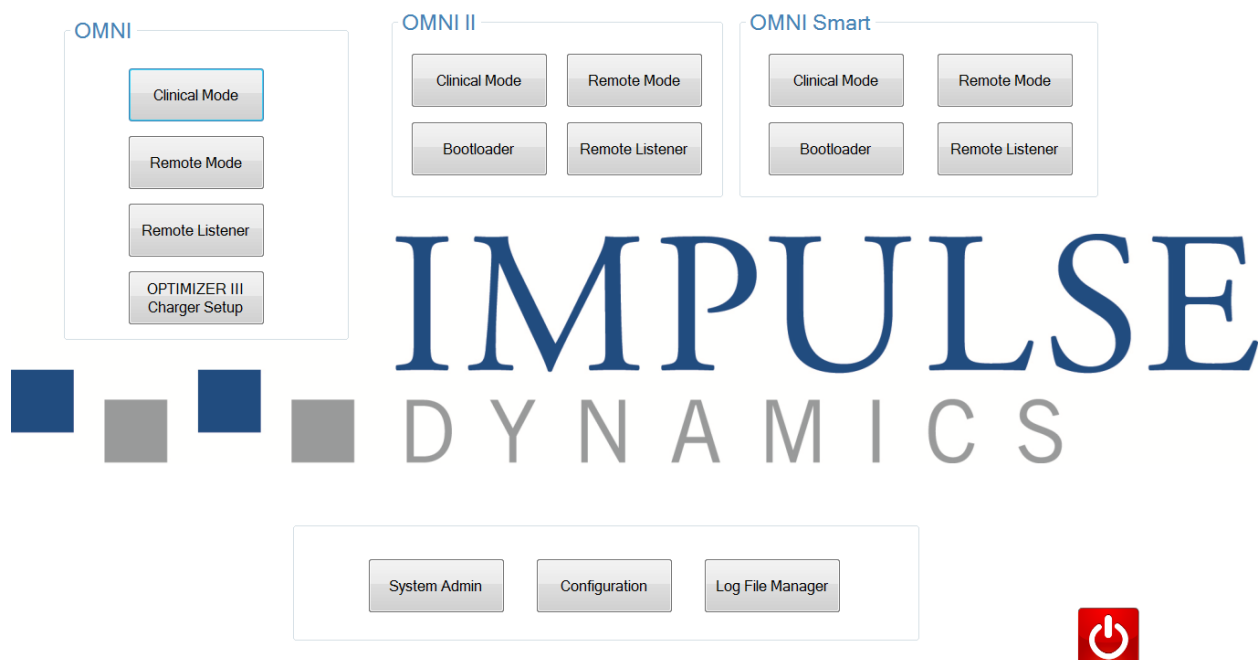 OMNI
Clinical Mode
Remote Mode
Remote Listener
OPTIMIZER III
Charger Setup
OMNI II
Clinical Mode
Remote Mode
Bootloader
Remote Listener
OMNI Smart
Clinical Mode
Remote Mode
Bootloader
Remote Listener
IMPULSE
DYNAMICS
System Admin
Configuration
Log File Manager